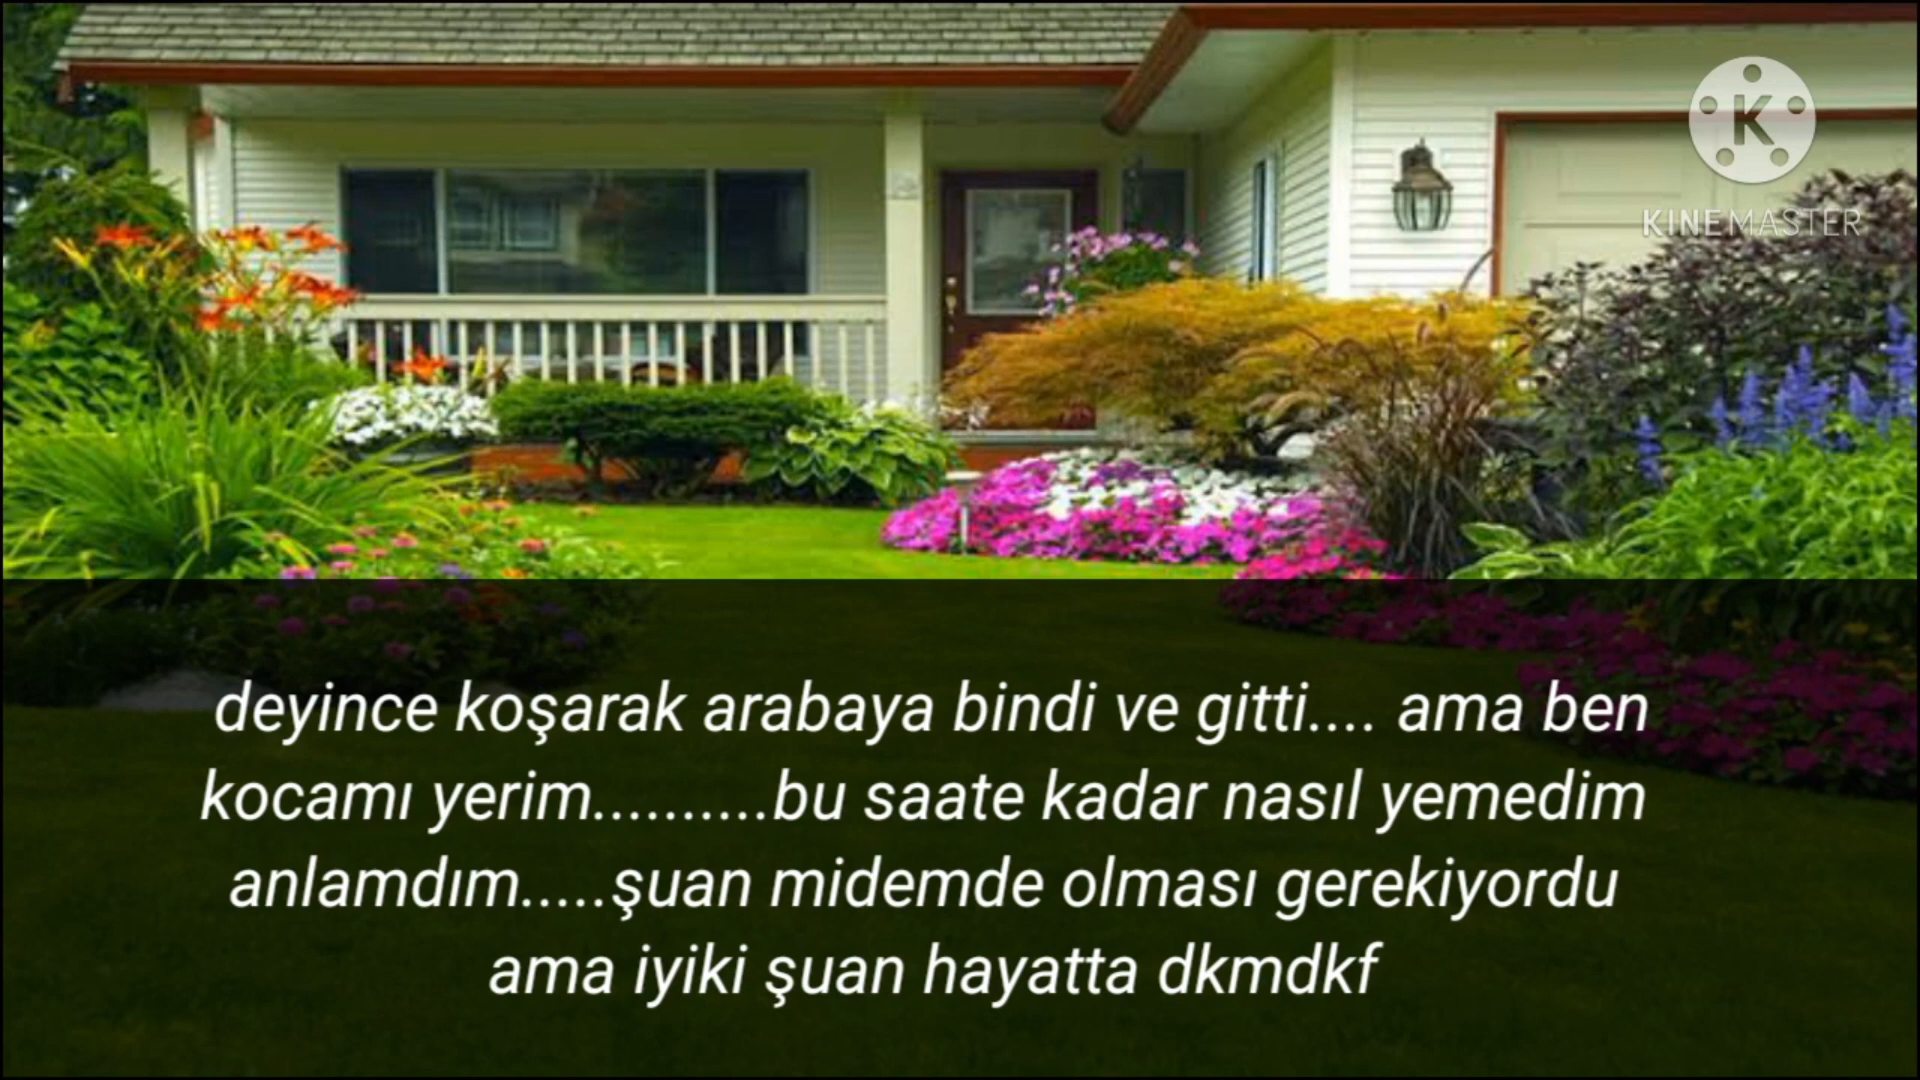 K
KINEMASTER
deyince koşarak arabaya bindi ve gitti.... ama ben
kocamı yerim..........bu saate kadar nasıl yemedim
anlamdım.....şuan midemde olması gerekiyordu
ama iyiki şuan hayatta dkmdkf